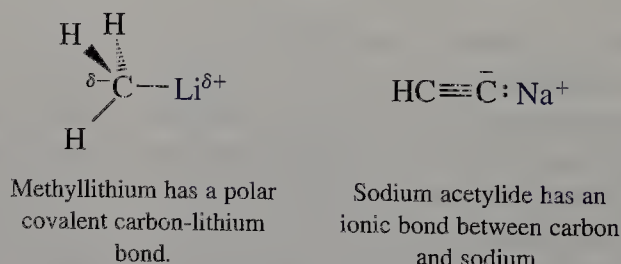 H H
δ−C—Liδ+
H
HC≡C̄:Na+
Methyllithium has a polar
covalent carbon-lithium
bond.
Sodium acetylide has an
ionic bond between carbon
and sodium